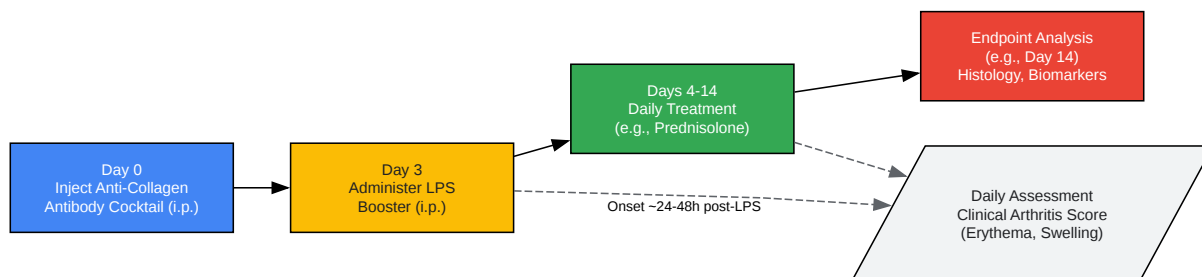 Day 0
Inject Anti-Collagen
Antibody Cocktail (i.p.)
Day 3
Administer LPS
Booster (i.p.)
Days 4-14
Daily Treatment
(e.g., Prednisolone)
Endpoint Analysis
(e.g., Day 14)
Histology, Biomarkers
Onset ~24-48h post-LPS
Daily Assessment
Clinical Arthritis Score
(Erythema, Swelling)